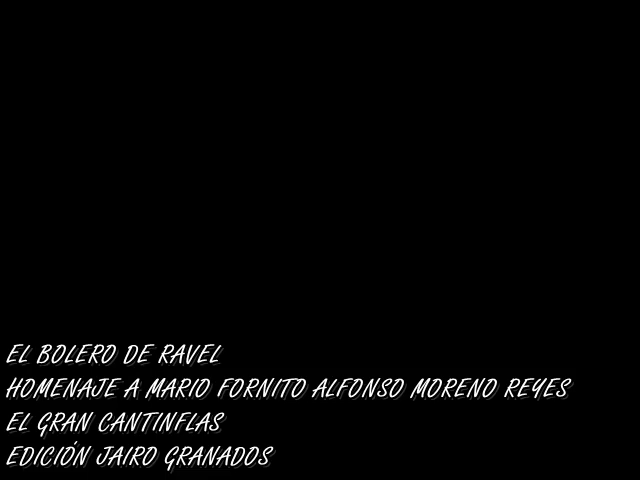 EL BOLERO DE RAVEL
HOMENAJE A MARIO FORNITO ALFONSO MORENO REYES
EL GRAN CANTINFLAS
EDICIÓN JAIRO GRANADOS